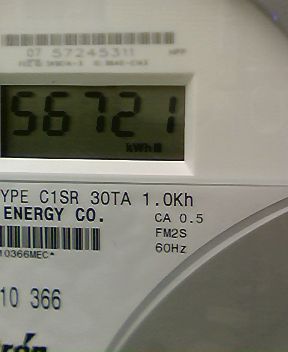 07 57245311
56721
kWh
YPE C1SR 30TA 1.0Kh
ENERGY CO.
CA 0.5
FM2S
60Hz
10366MEC*
10 366